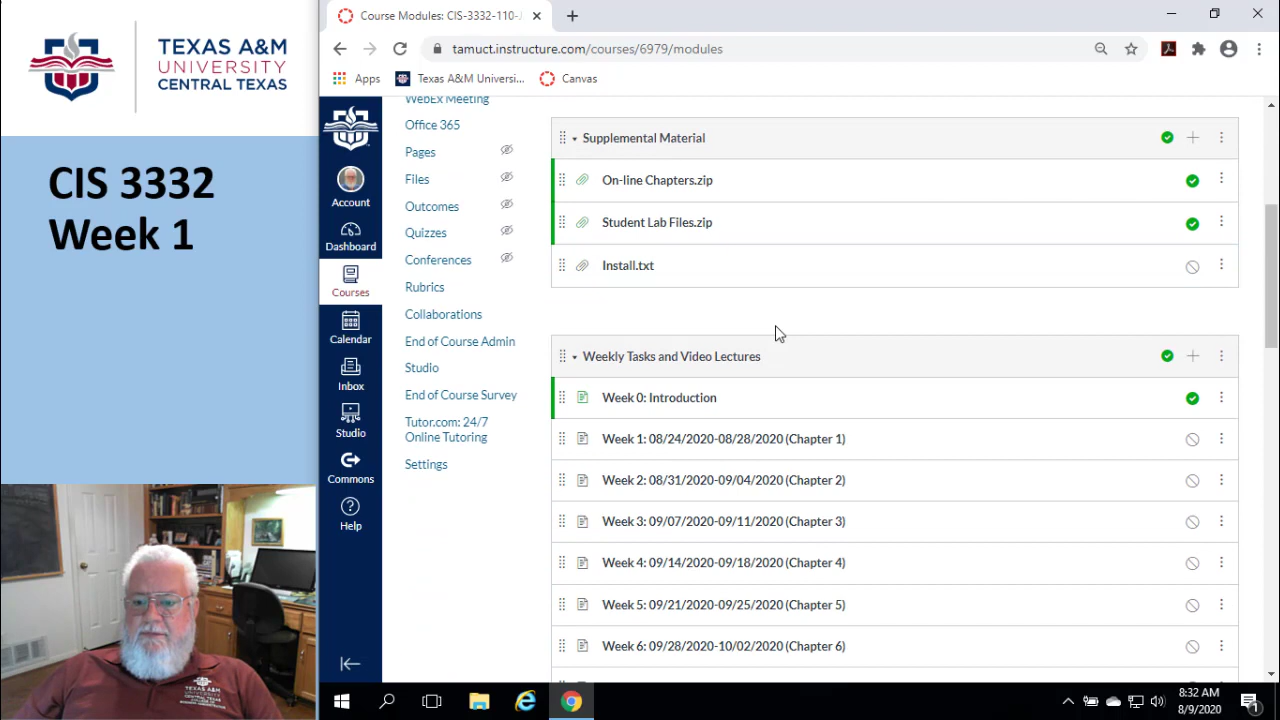 TEXAS A&M
UNIVERSITY
CENTRAL TEXAS
CIS 3332
Week 1
Course Modules: CIS-3332-110-
tamuct.instructure.com/courses/6979/modules
Apps
Texas A&M Universi...
Canvas
Account
Dashboard
Courses
Calendar
Inbox
Studio
Commons
Help
WebEx Meeting
Office 365
Pages
Files
Outcomes
Quizzes
Conferences
Rubrics
Collaborations
End of Course Admin
Studio
End of Course Survey
Tutor.com: 24/7
Online Tutoring
Settings
Supplemental Material
On-line Chapters.zip
Student Lab Files.zip
Install.txt
Weekly Tasks and Video Lectures
Week 0: Introduction
Week 1: 08/24/2020-08/28/2020 (Chapter 1)
Week 2: 08/31/2020-09/04/2020 (Chapter 2)
Week 3: 09/07/2020-09/11/2020 (Chapter 3)
Week 4: 09/14/2020-09/18/2020 (Chapter 4)
Week 5: 09/21/2020-09/25/2020 (Chapter 5)
Week 6: 09/28/2020-10/02/2020 (Chapter 6)
TEXAS A&M
UNIVERSITY
CENTRAL TEXAS
8:32 AM
8/9/2020
1